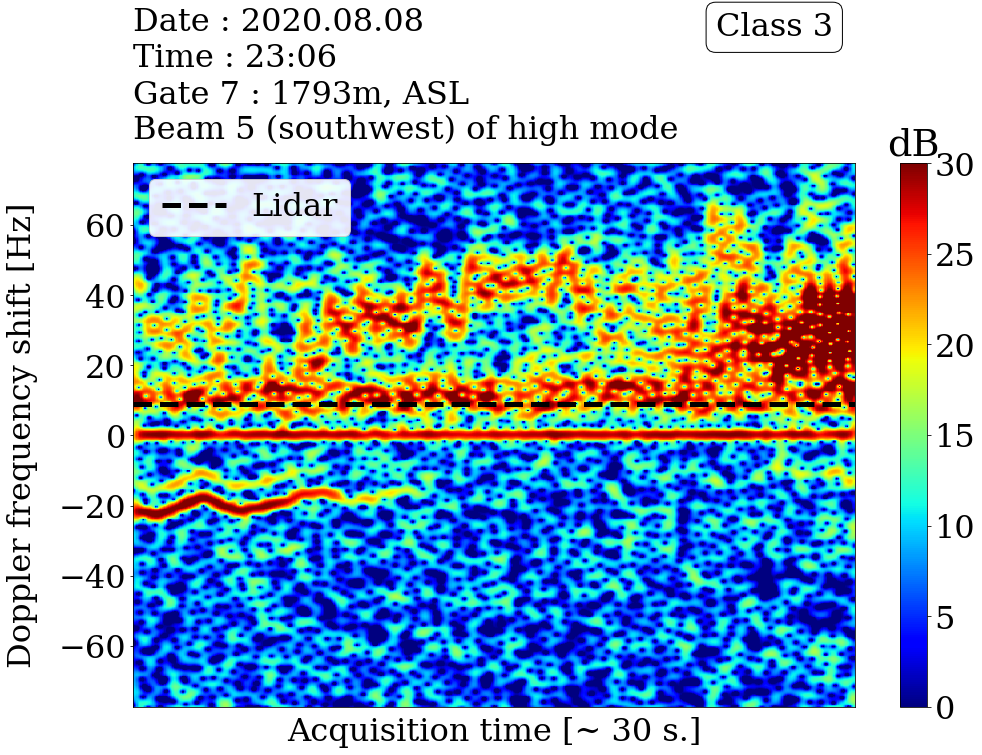 Date : 2020.08.08
Time : 23:06
Gate 7 : 1793m, ASL
Beam 5 (southwest) of high mode
Class 3
dB
Lidar
Doppler frequency shift [Hz]
60
40
20
0
−20
−40
−60
30
25
20
15
10
5
0
Acquisition time [~ 30 s.]